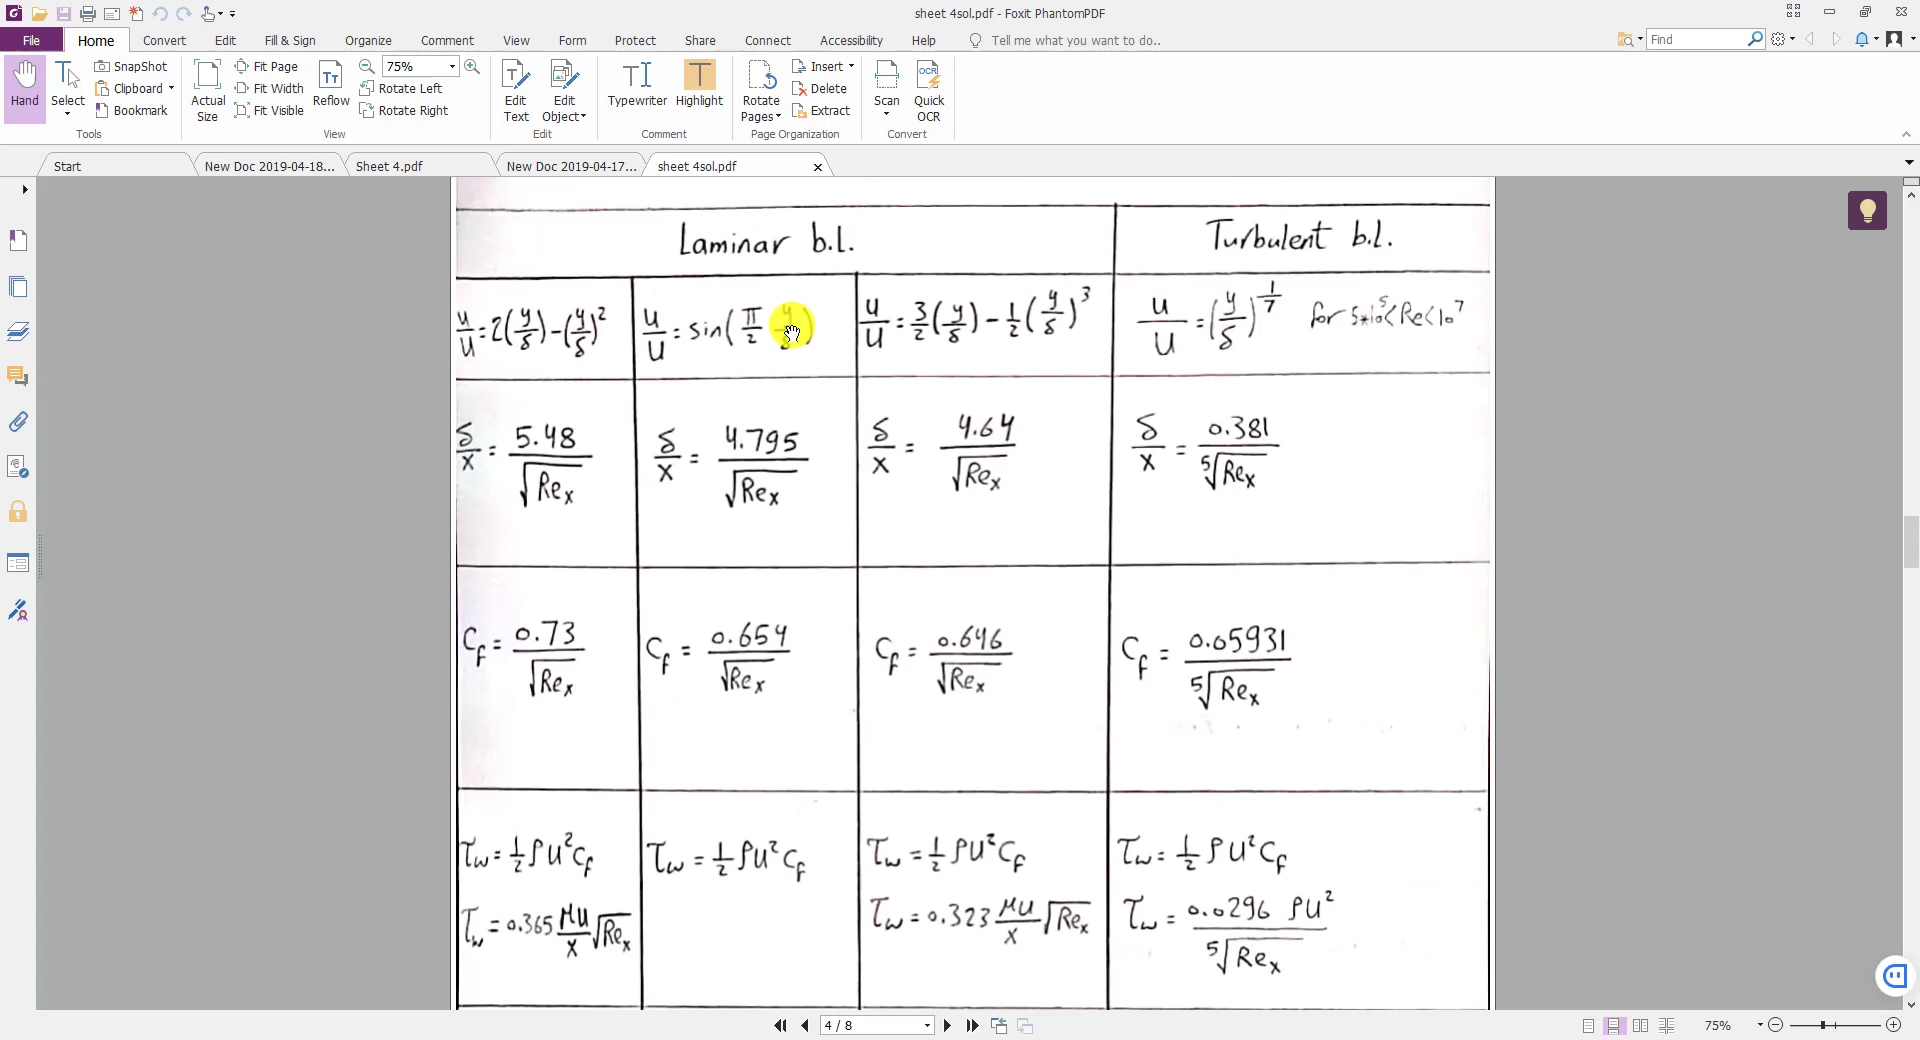 sheet 4sol.pdf - Foxit PhantomPDF
File Home Convert Edit Fill & Sign Organize Comment View Form Protect Share Connect Accessibility Help Tell me what you want to do.. Find
Hand
Select
SnapShot
Clipboard
Bookmark
Tools
Actual Size
Fit Page
Fit Width
Fit Visible
Reflow
75%
Rotate Left
Rotate Right
View
Edit Text
Edit Object
Edit
Typewriter
Highlight
Comment
Rotate Pages
Insert
Delete
Extract
Page Organization
Scan
Quick OCR
Convert
Start New Doc 2019-04-18... Sheet 4.pdf New Doc 2019-04-17... sheet 4sol.pdf
Laminar b.l. Turbulent b.l.
u/U = 2(y/δ) - (y/δ)²
u/U = sin(π/2 y/δ)
u/U = 3/2(y/δ) - 1/2(y/δ)³
u/U = (y/δ)^1/7 for 5*10⁵<Re<10⁷
δ/x = 5.48/√Rex
δ/x = 4.795/√Rex
δ/x = 4.64/√Rex
δ/x = 0.381/⁵√Rex
Cf = 0.73/√Rex
Cf = 0.654/√Rex
Cf = 0.646/√Rex
Cf = 0.05931/⁵√Rex
τw = 1/2 ρU²Cf
τw = 0.365 μU/x √Rex
τw = 1/2 ρU²Cf
τw = 1/2 ρU²Cf
τw = 0.323 μU/x √Rex
τw = 1/2 ρU²Cf
τw = 0.0296 ρU²/⁵√Rex
4 / 8
75%